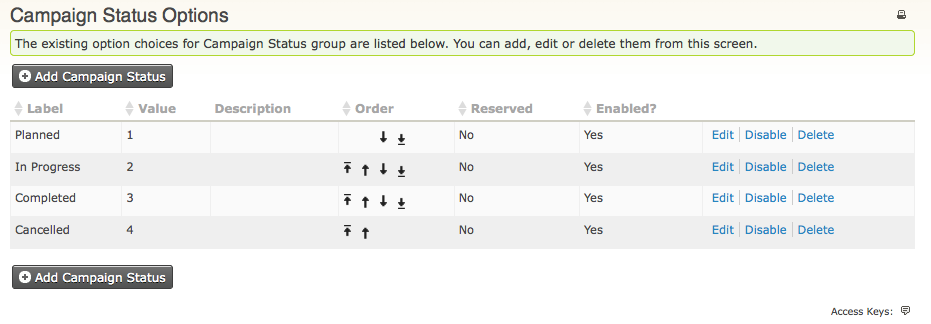 Campaign Status Options
The existing option choices for Campaign Status group are listed below. You can add, edit or delete them from this screen.
Add Campaign Status
Label Value Description Order Reserved Enabled?
Planned 1 No Yes Edit Disable Delete
In Progress 2 No Yes Edit Disable Delete
Completed 3 No Yes Edit Disable Delete
Cancelled 4 No Yes Edit Disable Delete
Add Campaign Status
Access Keys: